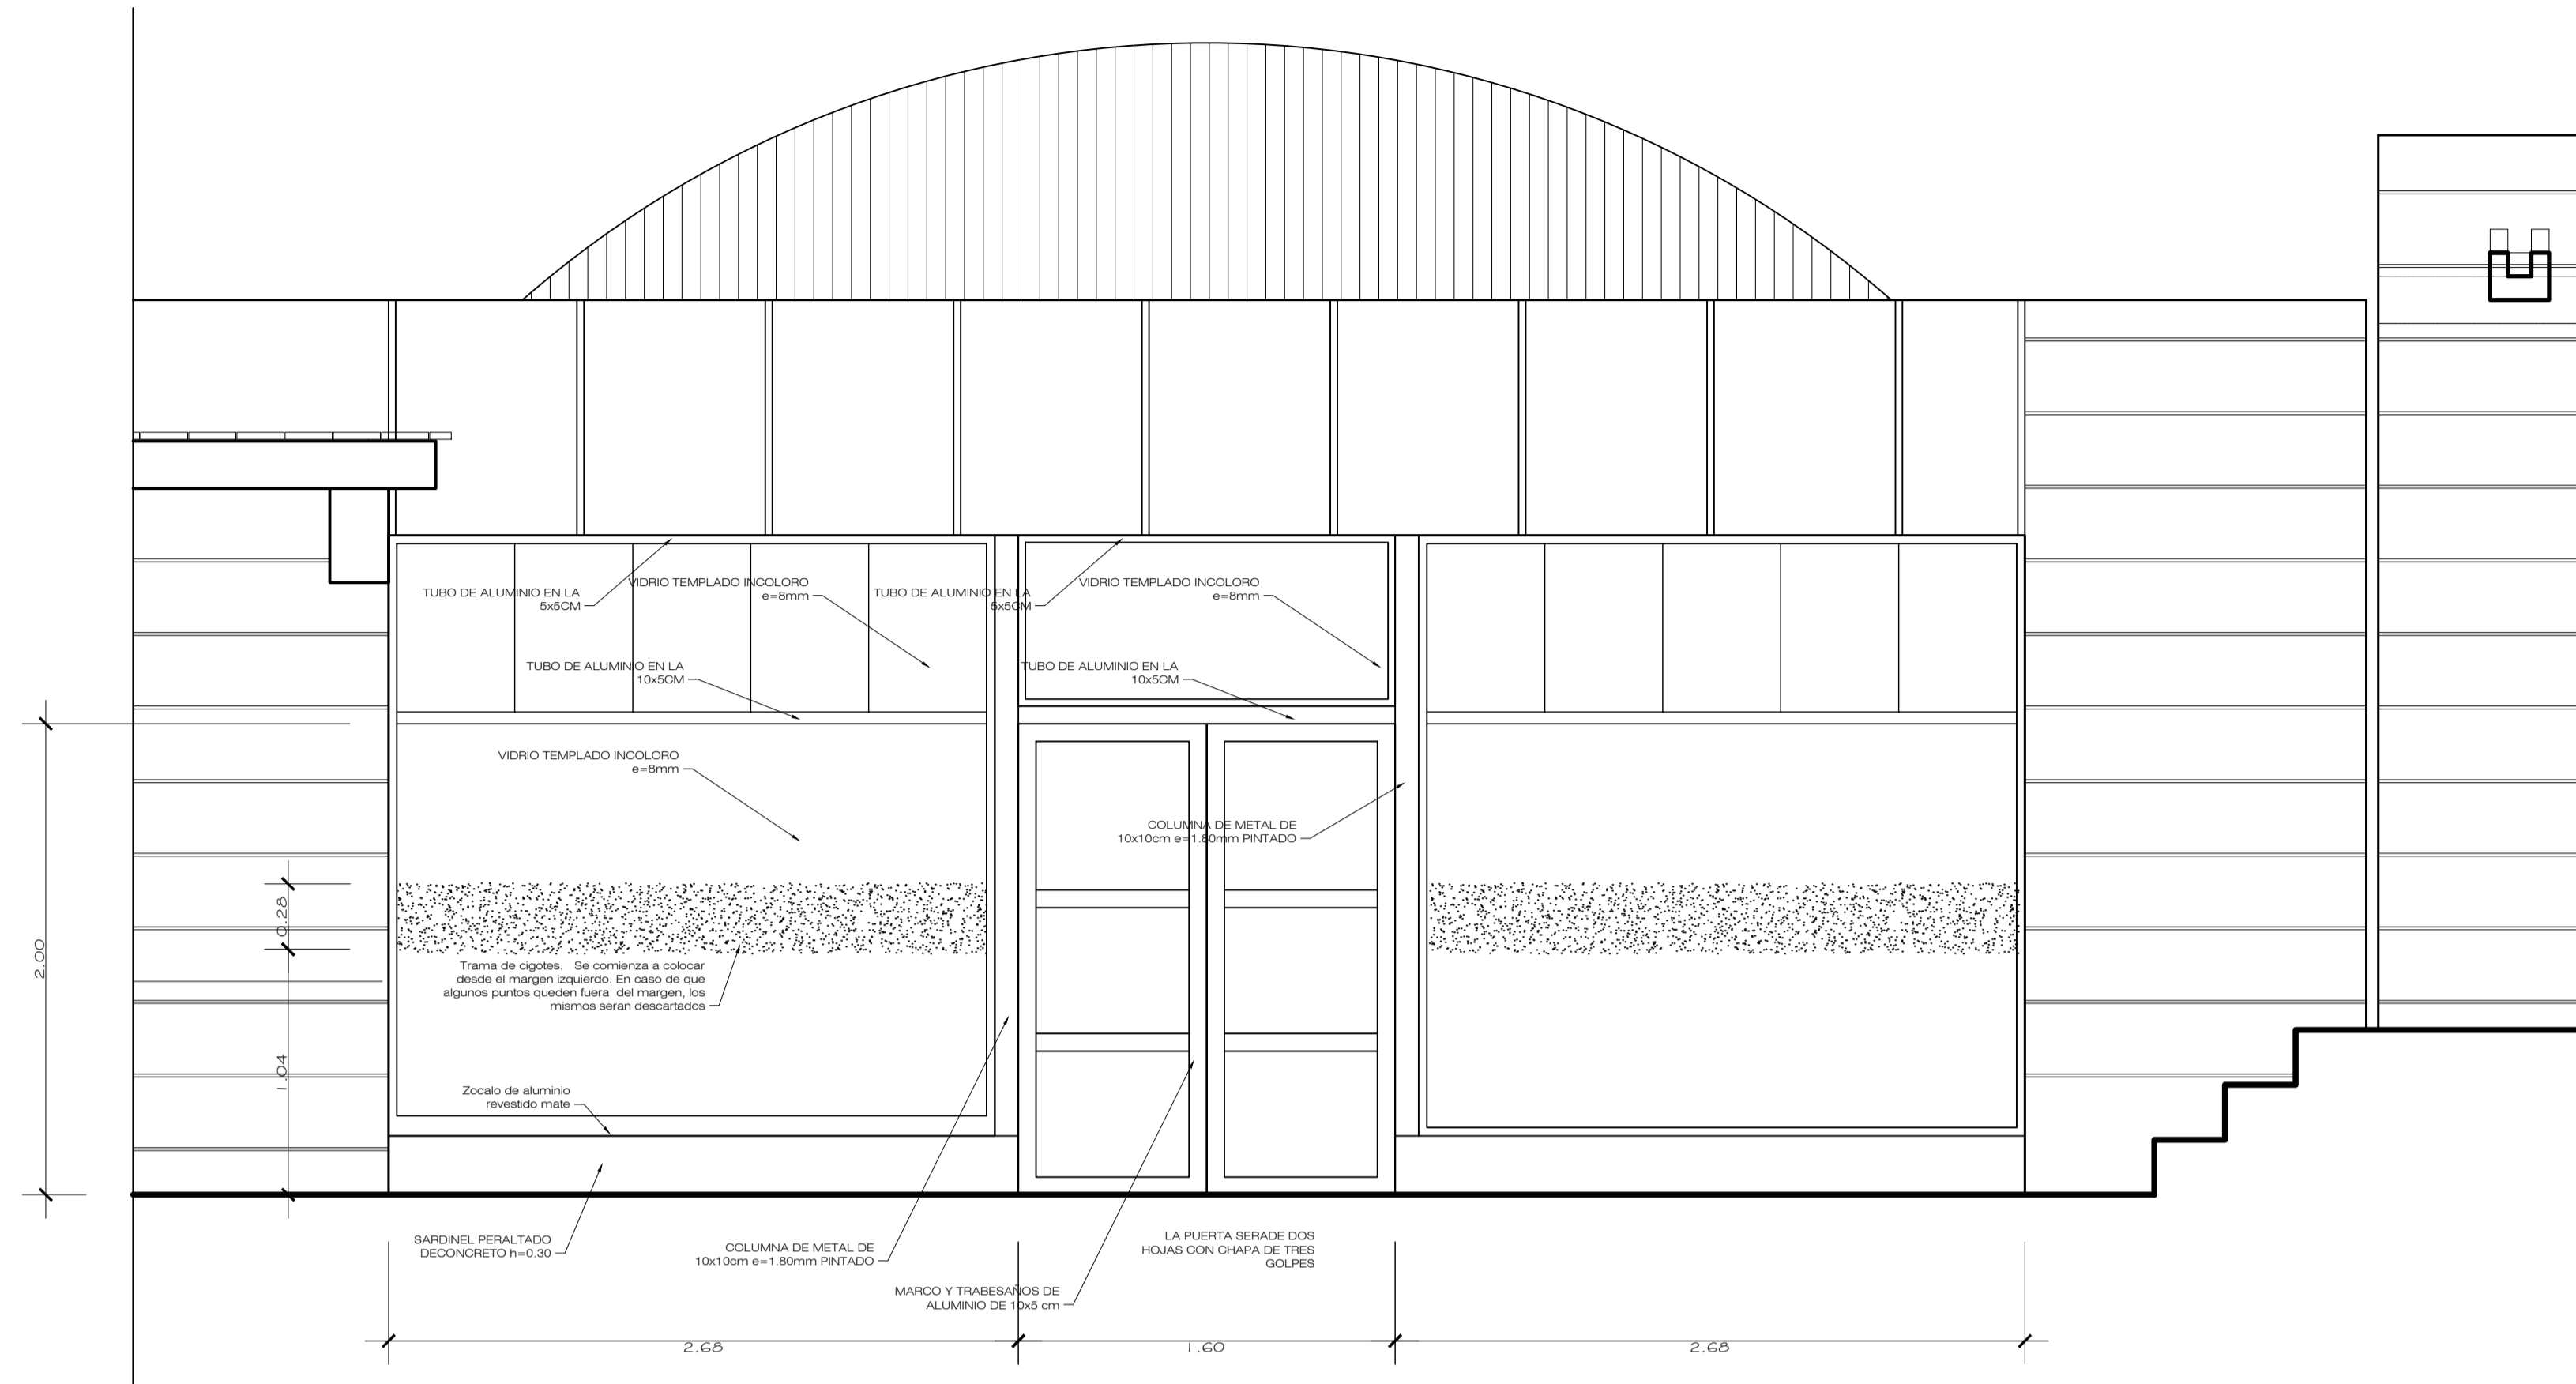 TUBO DE ALUMINIO EN LA
5x5CM
VIDRIO TEMPLADO INCOLORO
e=8mm
TUBO DE ALUMINIO EN LA
5x5CM
VIDRIO TEMPLADO INCOLORO
e=8mm
TUBO DE ALUMINIO EN LA
10x5CM
TUBO DE ALUMINIO EN LA
10x5CM
VIDRIO TEMPLADO INCOLORO
e=8mm
COLUMNA DE METAL DE
10x10cm e=1.80mm PINTADO
0.28
2.00
Trama de cigotes.   Se comienza a colocar
desde el margen izquierdo. En caso de que
algunos puntos queden fuera  del margen, los
mismos seran descartados
1.04
Zocalo de aluminio
revestido mate
SARDINEL PERALTADO
DECONCRETO h=0.30
COLUMNA DE METAL DE
10x10cm e=1.80mm PINTADO
LA PUERTA SERADE DOS
HOJAS CON CHAPA DE TRES
GOLPES
MARCO Y TRABESAÑOS DE
ALUMINIO DE 10x5 cm
2.68
1.60
2.68